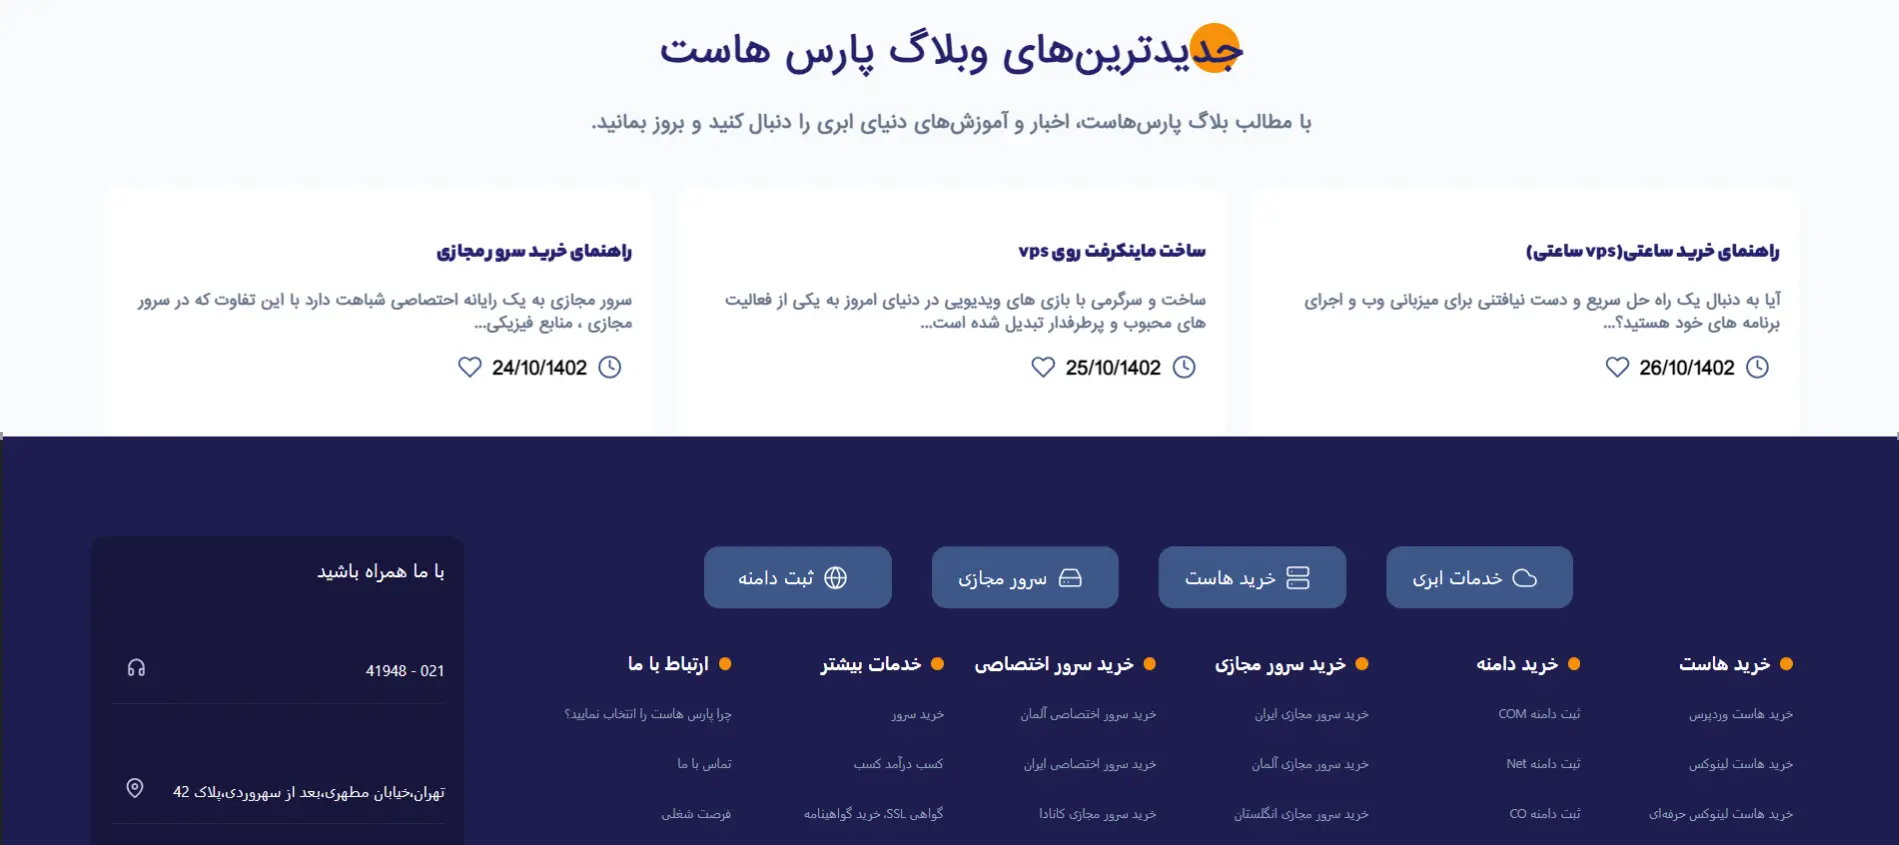 جدیدترین‌های وبلاگ پارس هاست
با مطالب بلاگ پارس‌هاست، اخبار و آموزش‌های دنیای ابری را دنبال کنید و بروز بمانید.
راهنمای خرید ساعتی(vps ساعتی)
آیا به دنبال یک راه حل سریع و دست نیافتنی برای میزبانی وب و اجرای
برنامه های خود هستید؟...
26/10/1402
ساخت ماینکرفت روی vps
ساخت و سرگرمی با بازی های ویدیویی در دنیای امروز به یکی از فعالیت
های محبوب و پرطرفدار تبدیل شده است...
25/10/1402
راهنمای خرید سرور مجازی
سرور مجازی به یک رایانه احتصاصی شباهت دارد با این تفاوت که در سرور
مجازی ، منابع فیزیکی...
24/10/1402
خدمات ابری
خرید هاست
سرور مجازی
ثبت دامنه
خرید هاست
خرید هاست وردپرس
خرید هاست لینوکس
خرید هاست لینوکس حرفه‌ای
خرید دامنه
ثبت دامنه COM
ثبت دامنه Net
ثبت دامنه CO
خرید سرور مجازی
خرید سرور مجازی ایران
خرید سرور مجازی آلمان
خرید سرور مجازی انگلستان
خرید سرور اختصاصی
خرید سرور اختصاصی آلمان
خرید سرور اختصاصی ایران
خرید سرور مجازی کانادا
خدمات بیشتر
خرید سرور
کسب درآمد کسب
گواهی SSL، خرید گواهینامه
ارتباط با ما
چرا پارس هاست را انتخاب نمایید؟
تماس با ما
فرصت شغلی
با ما همراه باشید
021 - 41948
تهران،خیابان مطهری،بعد از سهروردی،پلاک 42